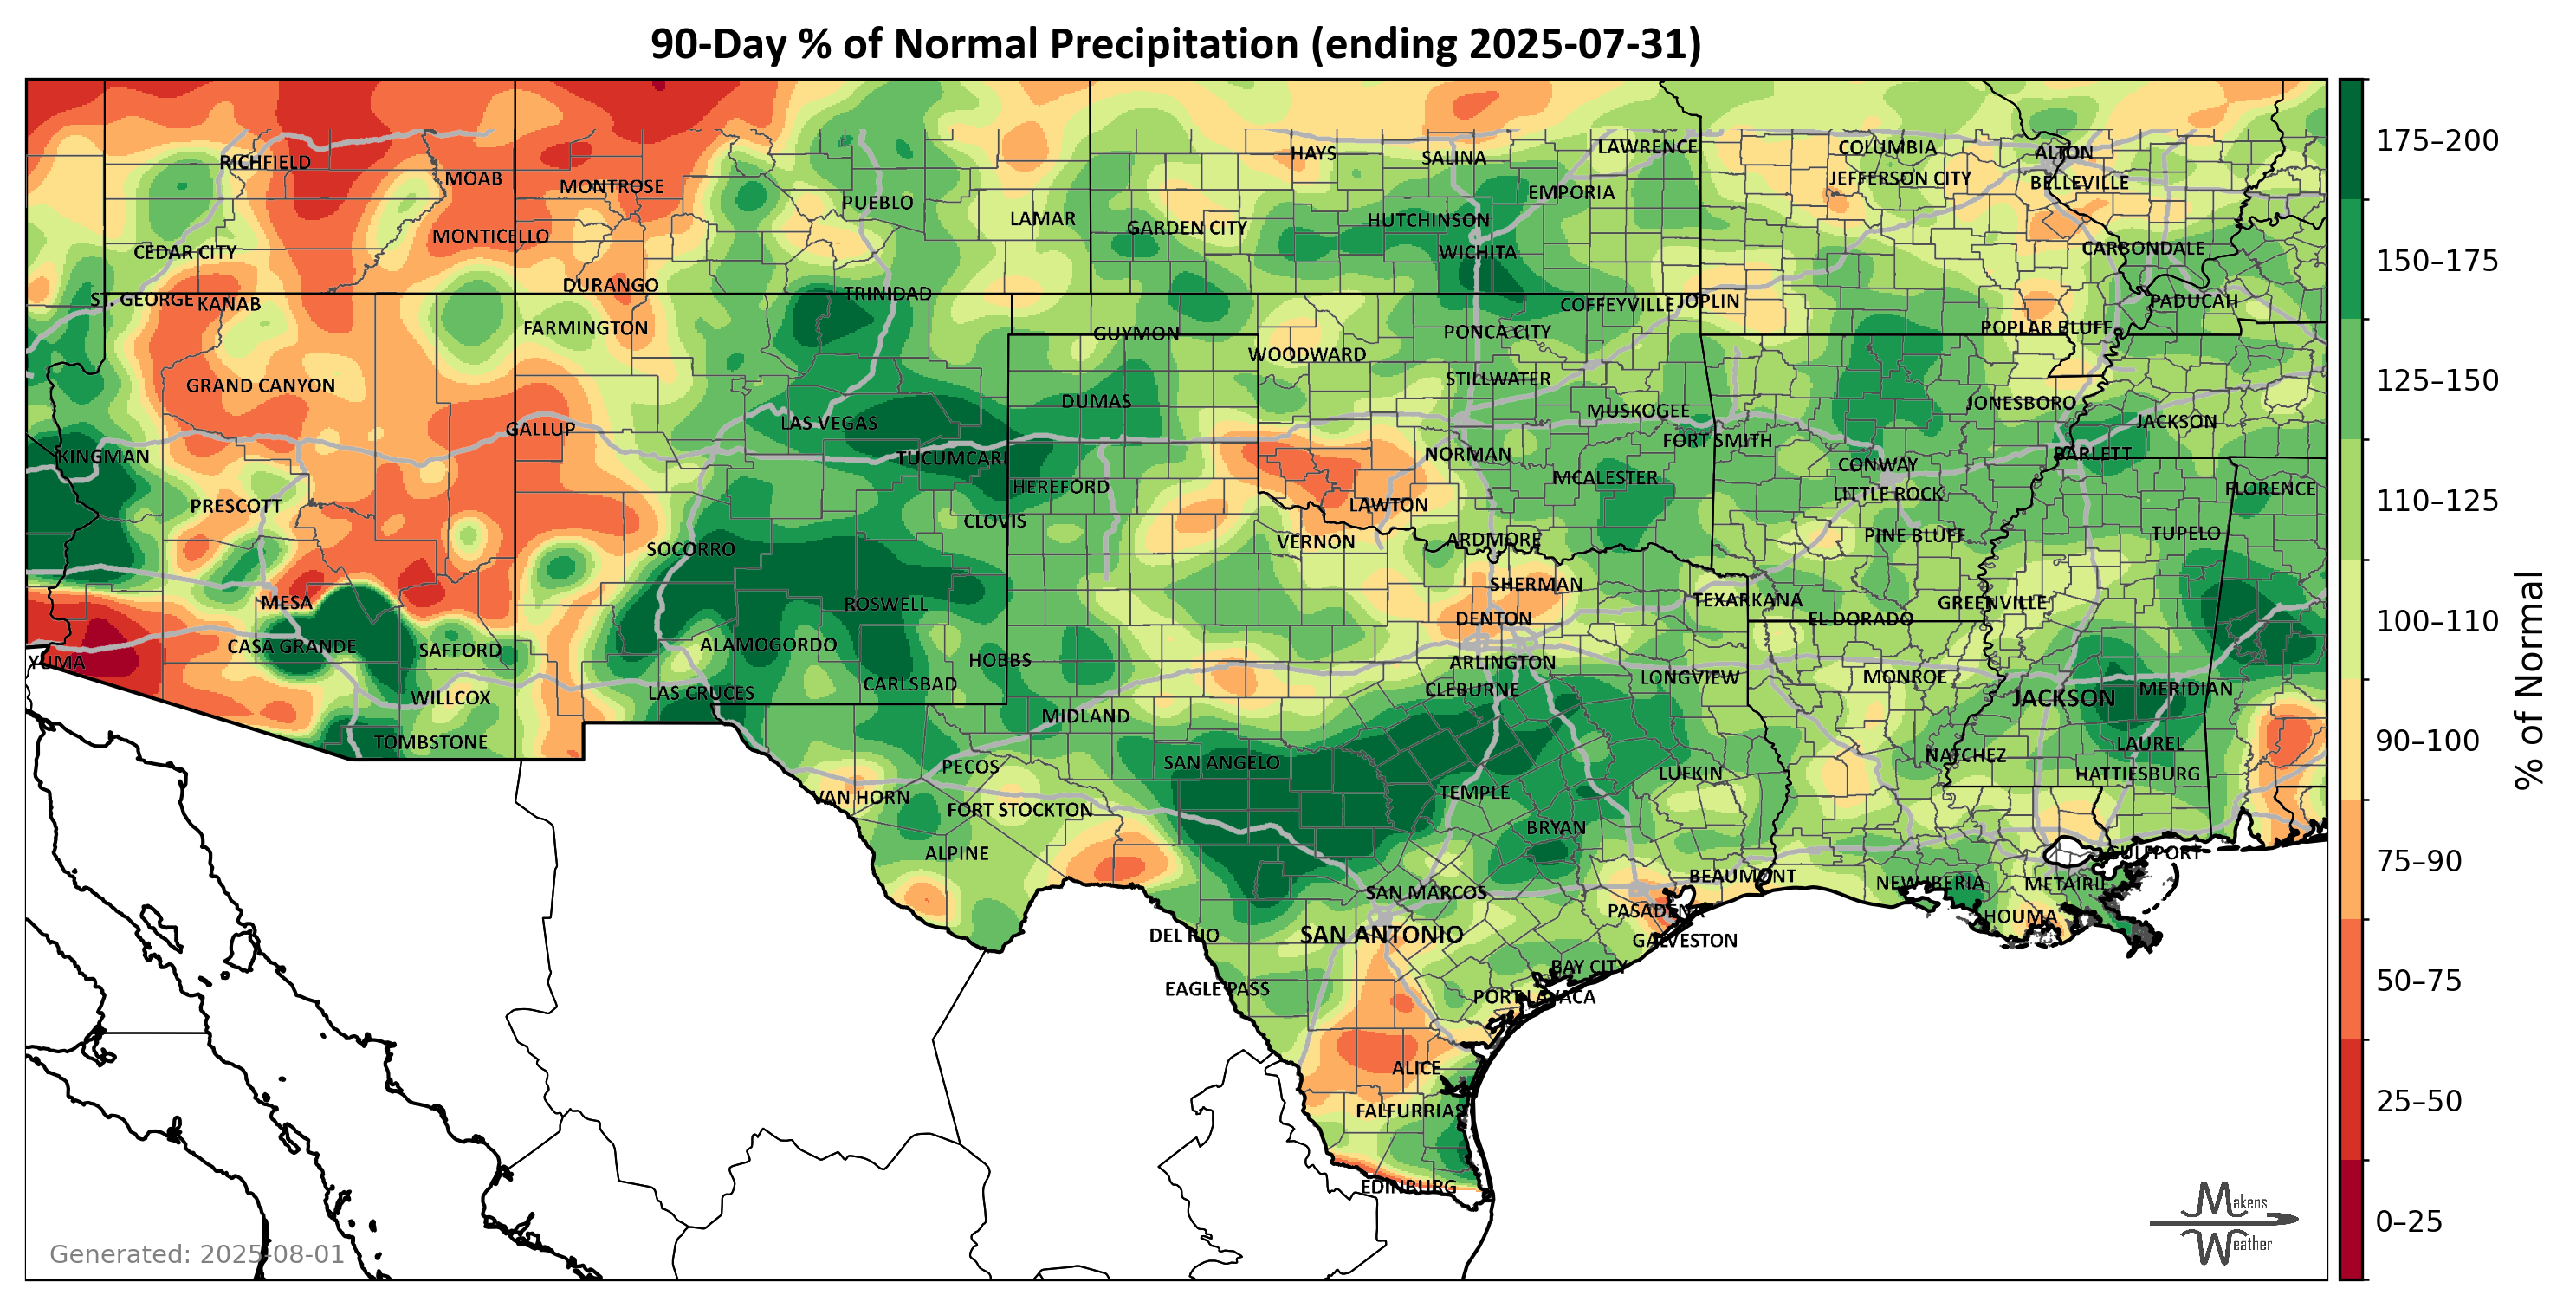 90-Day % of Normal Precipitation (ending 2025-07-31)
RICHFIELD
MOAB
MONTROSE
PUEBLO
LAMAR
HAYS
SALINA
LAWRENCE
COLUMBIA
ALTON
JEFFERSON CITY
BELLEVILLE
EMPORIA
GARDEN CITY
HUTCHINSON
MONTICELLO
CEDAR CITY
WICHITA
CARBONDALE
DURANGO
TRINIDAD
ST. GEORGE
KANAB
COFFEYVILLE
JOPLIN
PADUCAH
FARMINGTON
GUYMON
PONCA CITY
POPLAR BLUFF
WOODWARD
GRAND CANYON
STILLWATER
DUMAS
MUSKOGEE
JONESBORO
LAS VEGAS
GALLUP
JACKSON
FORT SMITH
KINGMAN
TUCUMCARI
NORMAN
BARLETT
CONWAY
HEREFORD
MCALESTER
LITTLE ROCK
FLORENCE
PRESCOTT
LAWTON
CLOVIS
SOCORRO
VERNON
ARDMORE
PINE BLUFF
TUPELO
SHERMAN
MESA
ROSWELL
DENTON
TEXARKANA
EL DORADO
GREENVILLE
CASA GRANDE
SAFFORD
ALAMOGORDO
HOBBS
YUMA
ARLINGTON
LONGVIEW
MONROE
WILLCOX
LAS CRUCES
CARLSBAD
CLEBURNE
JACKSON
MERIDIAN
MIDLAND
TOMBSTONE
LAUREL
PECOS
SAN ANGELO
NATCHEZ
LUFKIN
HATTIESBURG
VAN HORN
FORT STOCKTON
TEMPLE
BRYAN
ALPINE
GULFPORT
BEAUMONT
SAN MARCOS
NEW IBERIA
METAIRIE
PASADENA
HOUMA
DEL RIO
SAN ANTONIO
GALVESTON
BAY CITY
EAGLE PASS
PORT LAVACA
ALICE
FALFURRIAS
EDINBURG
Generated: 2025-08-01
Makens
Weather
175–200
150–175
125–150
110–125
100–110
90–100
75–90
50–75
25–50
0–25
% of Normal